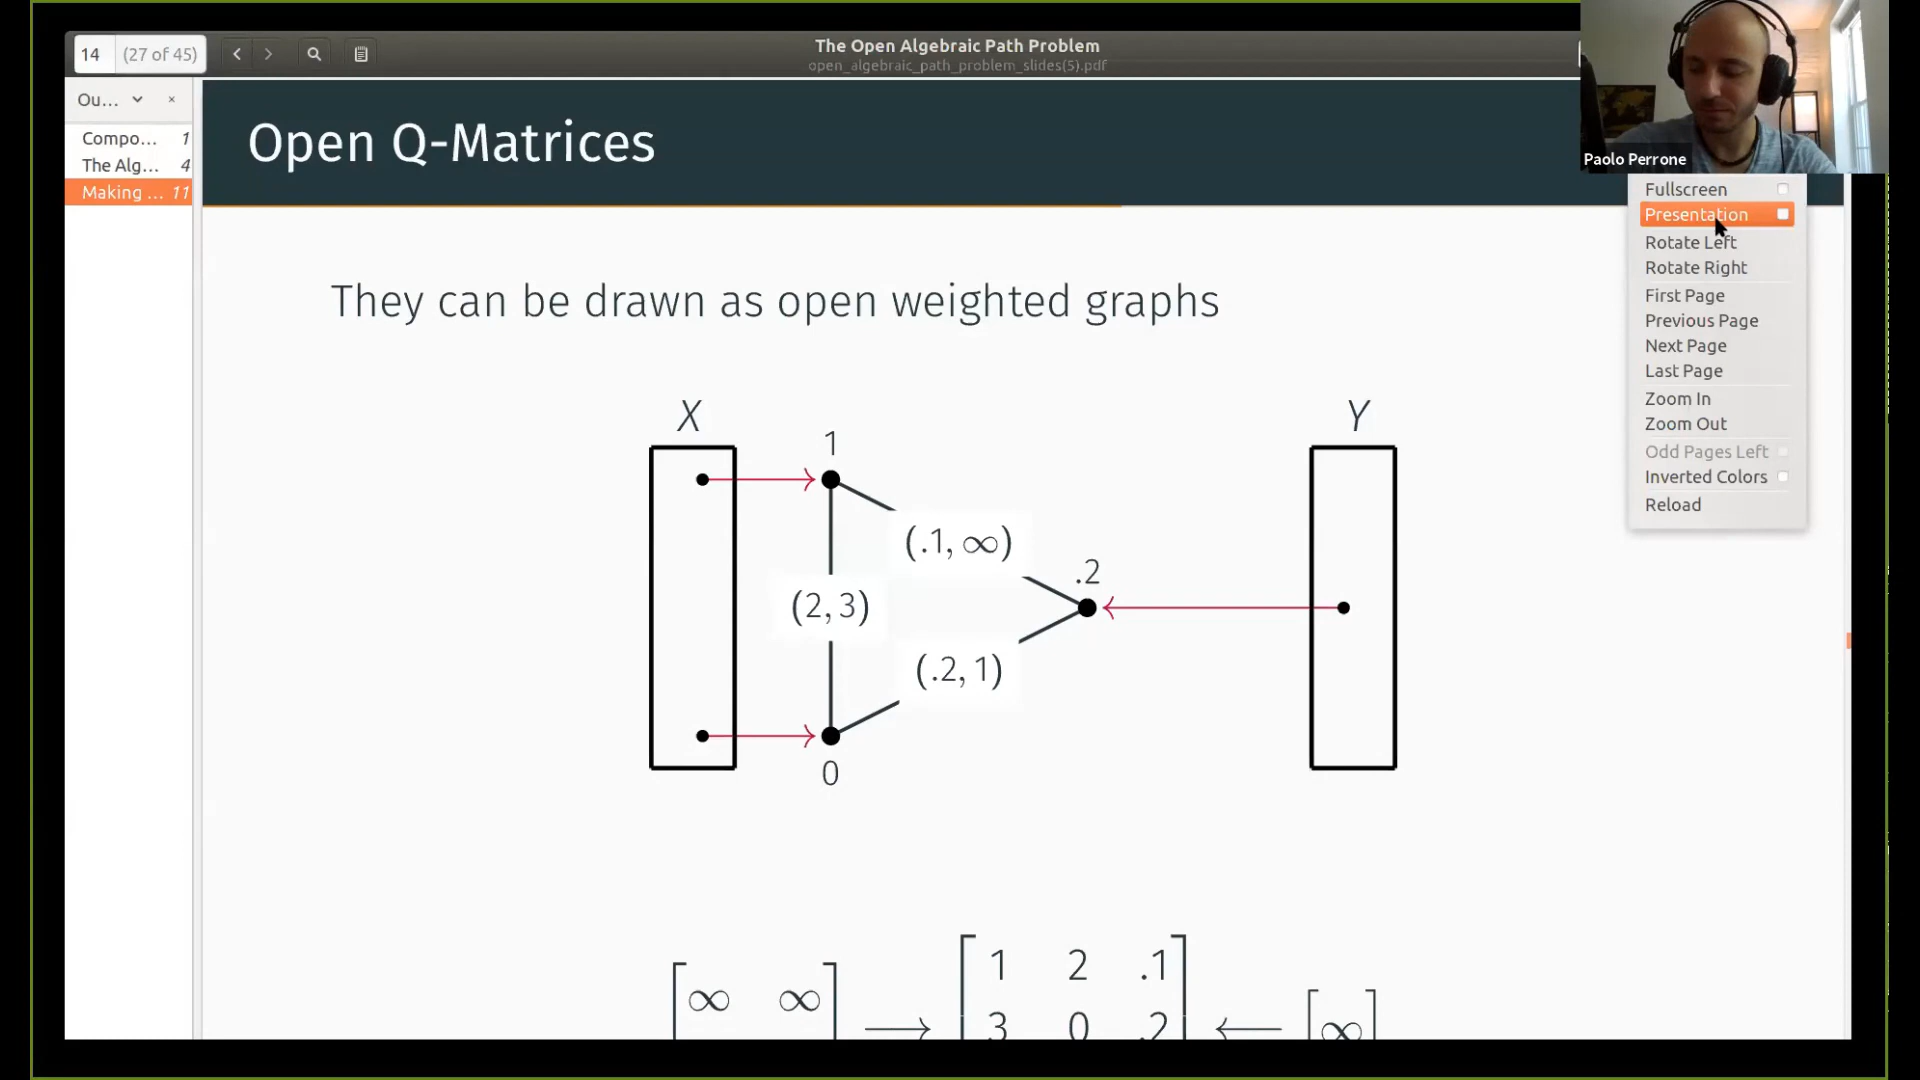 14 (27 of 45)
The Open Algebraic Path Problem
open_algebraic_path_problem_slides(5).pdf
Ou...
Compo... 1
The Alg... 4
Making ... 11
Open Q-Matrices
Paolo Perrone
Fullscreen
Presentation
Rotate Left
Rotate Right
First Page
Previous Page
Next Page
Last Page
Zoom In
Zoom Out
Odd Pages Left
Inverted Colors
Reload
They can be drawn as open weighted graphs
X Y
1
(.1, ∞)
.2
(2, 3)
(.2, 1)
0
1 2 .1
∞ ∞
3 0 .2
∞